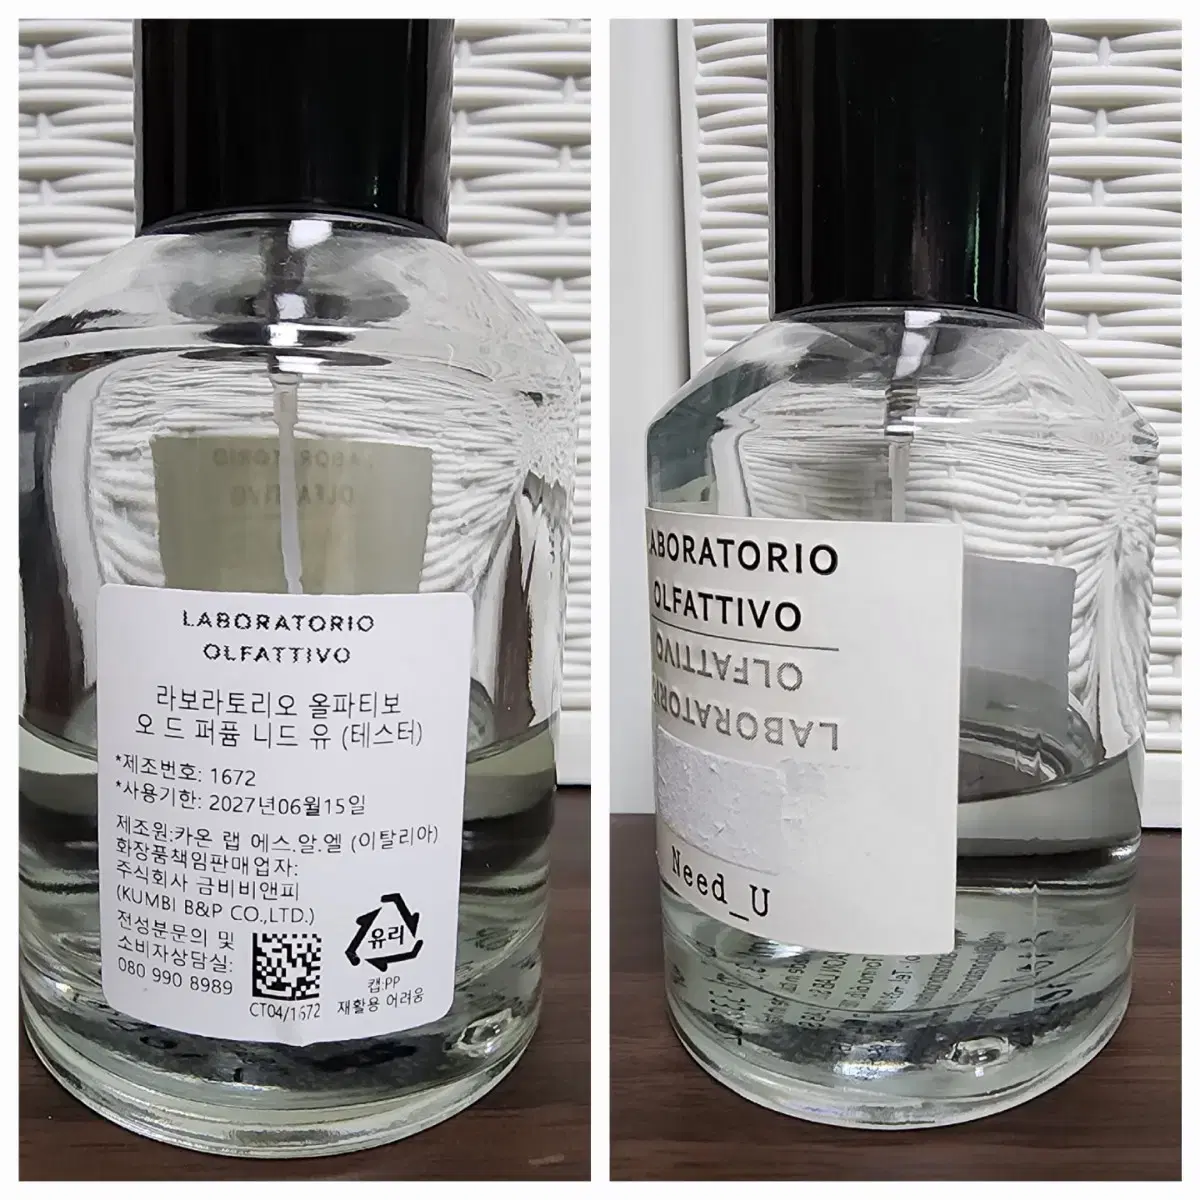 LABORATORIO
OLFATTIVO
라보라토리오 올파티보
오 드 퍼퓸 니드 유 (테스터)
*제조번호: 1672
*사용기한: 2027년06월15일
제조원:카온 랩 에스.알.엘 (이탈리아)
화장품책임판매업자:
주식회사 금비비앤피
(KUMBI B&P CO.,LTD.)
전성분문의 및
소비자상담실:
080 990 8989
CT04/1672
유리
캡:PP
재활용 어려움
LABORATORIO
OLFATTIVO
OLFATTIVO
LABORATORIO
Need_U